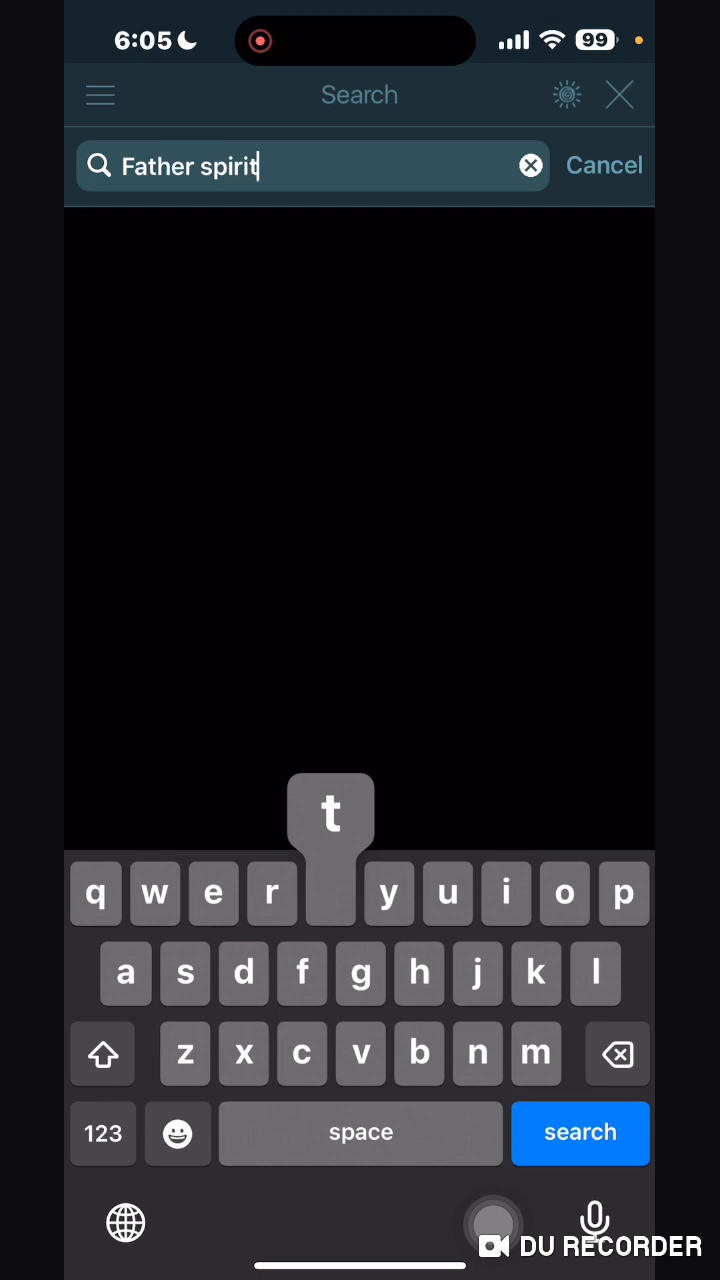 6:05
99
Search
Father spirit
Cancel
t
q w e r y u i o p
a s d f g h j k l
z x c v b n m
123
space
search
DU RECORDER